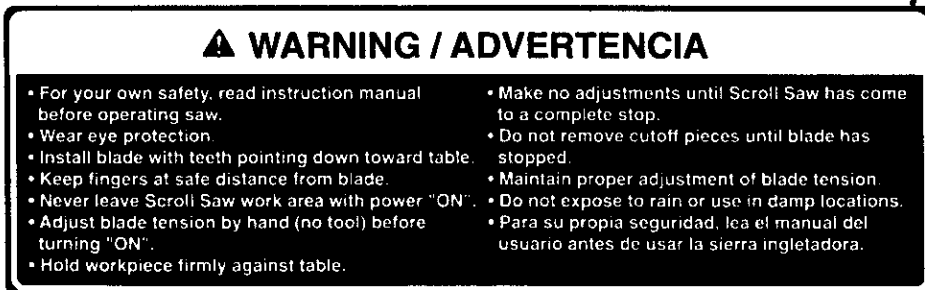 ⚠ WARNING / ADVERTENCIA
• For your own safety, read instruction manual
before operating saw.
• Wear eye protection.
• Install blade with teeth pointing down toward table.
• Keep fingers at safe distance from blade.
• Never leave Scroll Saw work area with power "ON".
• Adjust blade tension by hand (no tool) before
turning "ON".
• Hold workpiece firmly against table.
• Make no adjustments until Scroll Saw has come
to a complete stop.
• Do not remove cutoff pieces until blade has
stopped.
• Maintain proper adjustment of blade tension.
• Do not expose to rain or use in damp locations.
• Para su propia seguridad, lea el manual del
usuario antes de usar la sierra ingletadora.